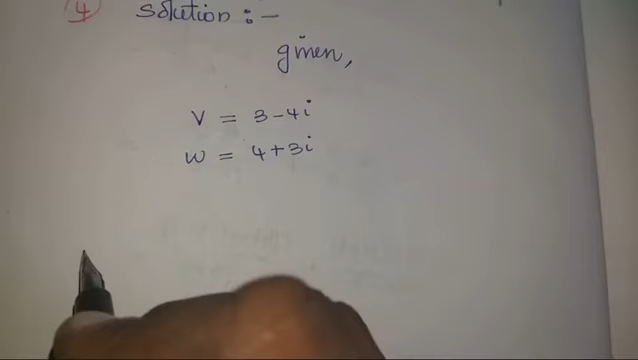 4 Solution :-
given,
V = 3-4i
W = 4+3i